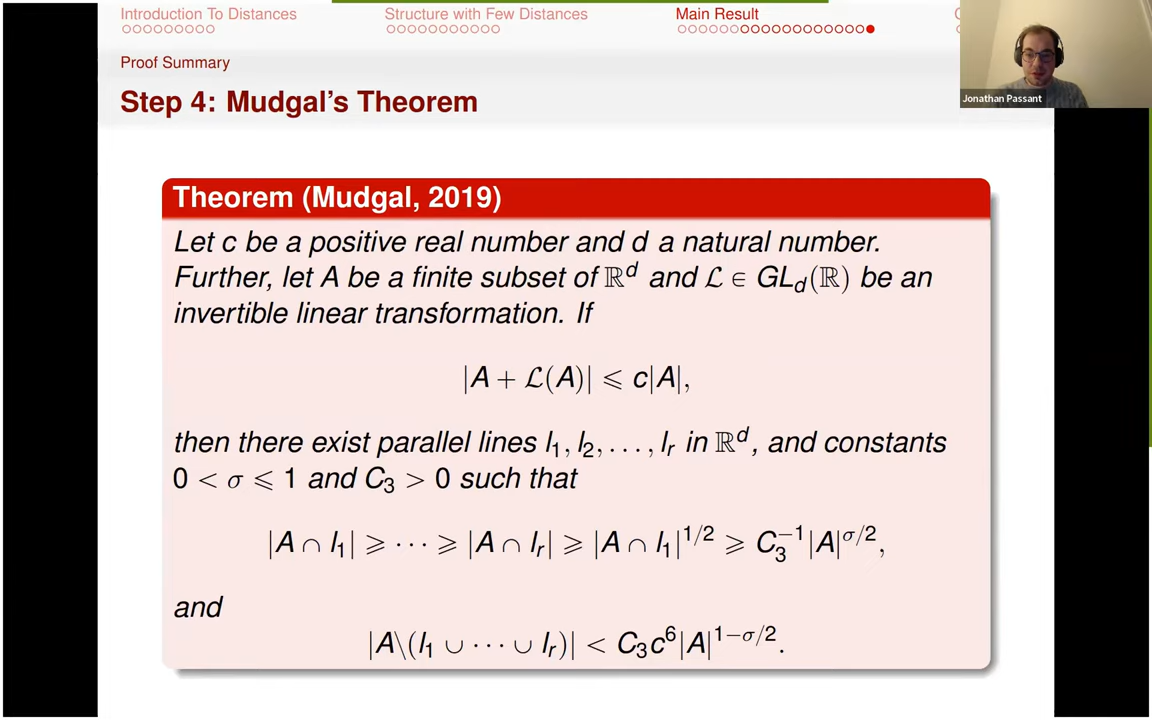 Introduction To Distances
Structure with Few Distances
Main Result
Proof Summary
Step 4: Mudgal's Theorem
Jonathan Passant
Theorem (Mudgal, 2019)
Let c be a positive real number and d a natural number.
Further, let A be a finite subset of ℝ^d and ℒ ∈ GL_d(ℝ) be an
invertible linear transformation. If
|A + ℒ(A)| ⩽ c|A|,
then there exist parallel lines l_1, l_2, . . . , l_r in ℝ^d, and constants
0 < σ ⩽ 1 and C_3 > 0 such that
|A ∩ l_1| ⩾ · · · ⩾ |A ∩ l_r| ⩾ |A ∩ l_1|^{1/2} ⩾ C_3^{-1}|A|^{σ/2},
and
|A\(l_1 ∪ · · · ∪ l_r)| < C_3c^6|A|^{1−σ/2}.